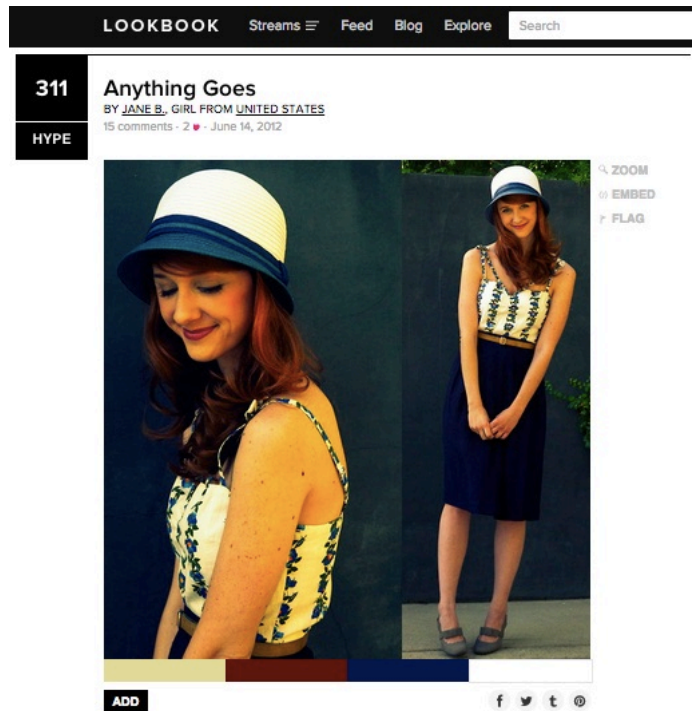 LOOKBOOK Streams Feed Blog Explore Search
311
HYPE
Anything Goes
BY JANE B., GIRL FROM UNITED STATES
15 comments · 2 ♥ · June 14, 2012
ZOOM
EMBED
FLAG
ADD